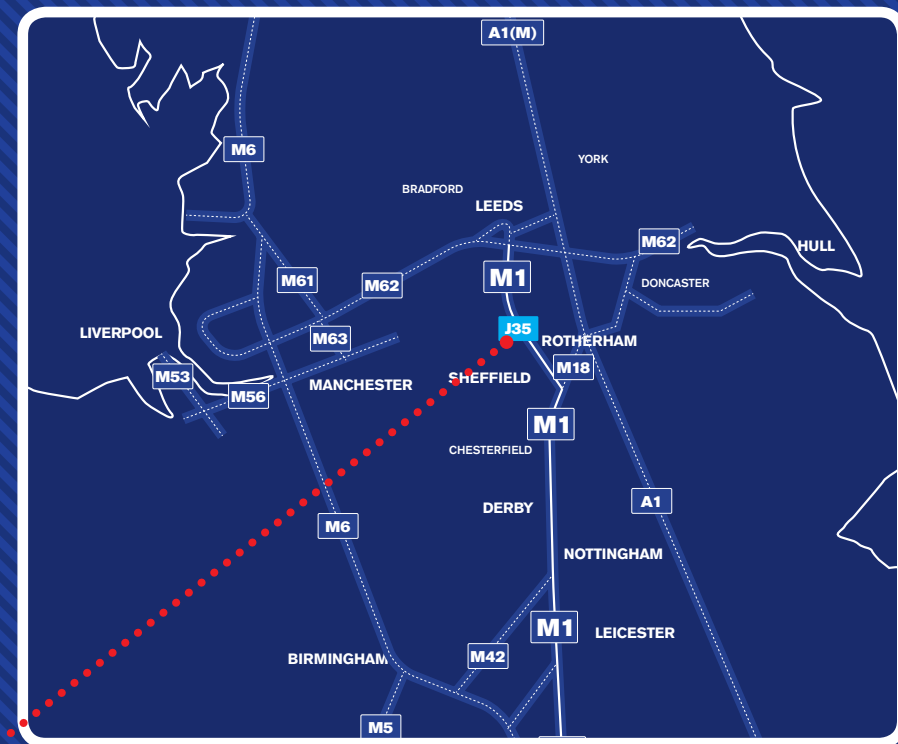 A1(M)
M6
YORK
BRADFORD
LEEDS
M62
HULL
M1
M61
M62
DONCASTER
J35
LIVERPOOL
M63
ROTHERHAM
M18
M53
SHEFFIELD
MANCHESTER
M56
M1
CHESTERFIELD
A1
DERBY
M6
NOTTINGHAM
M1
LEICESTER
M42
BIRMINGHAM
M5